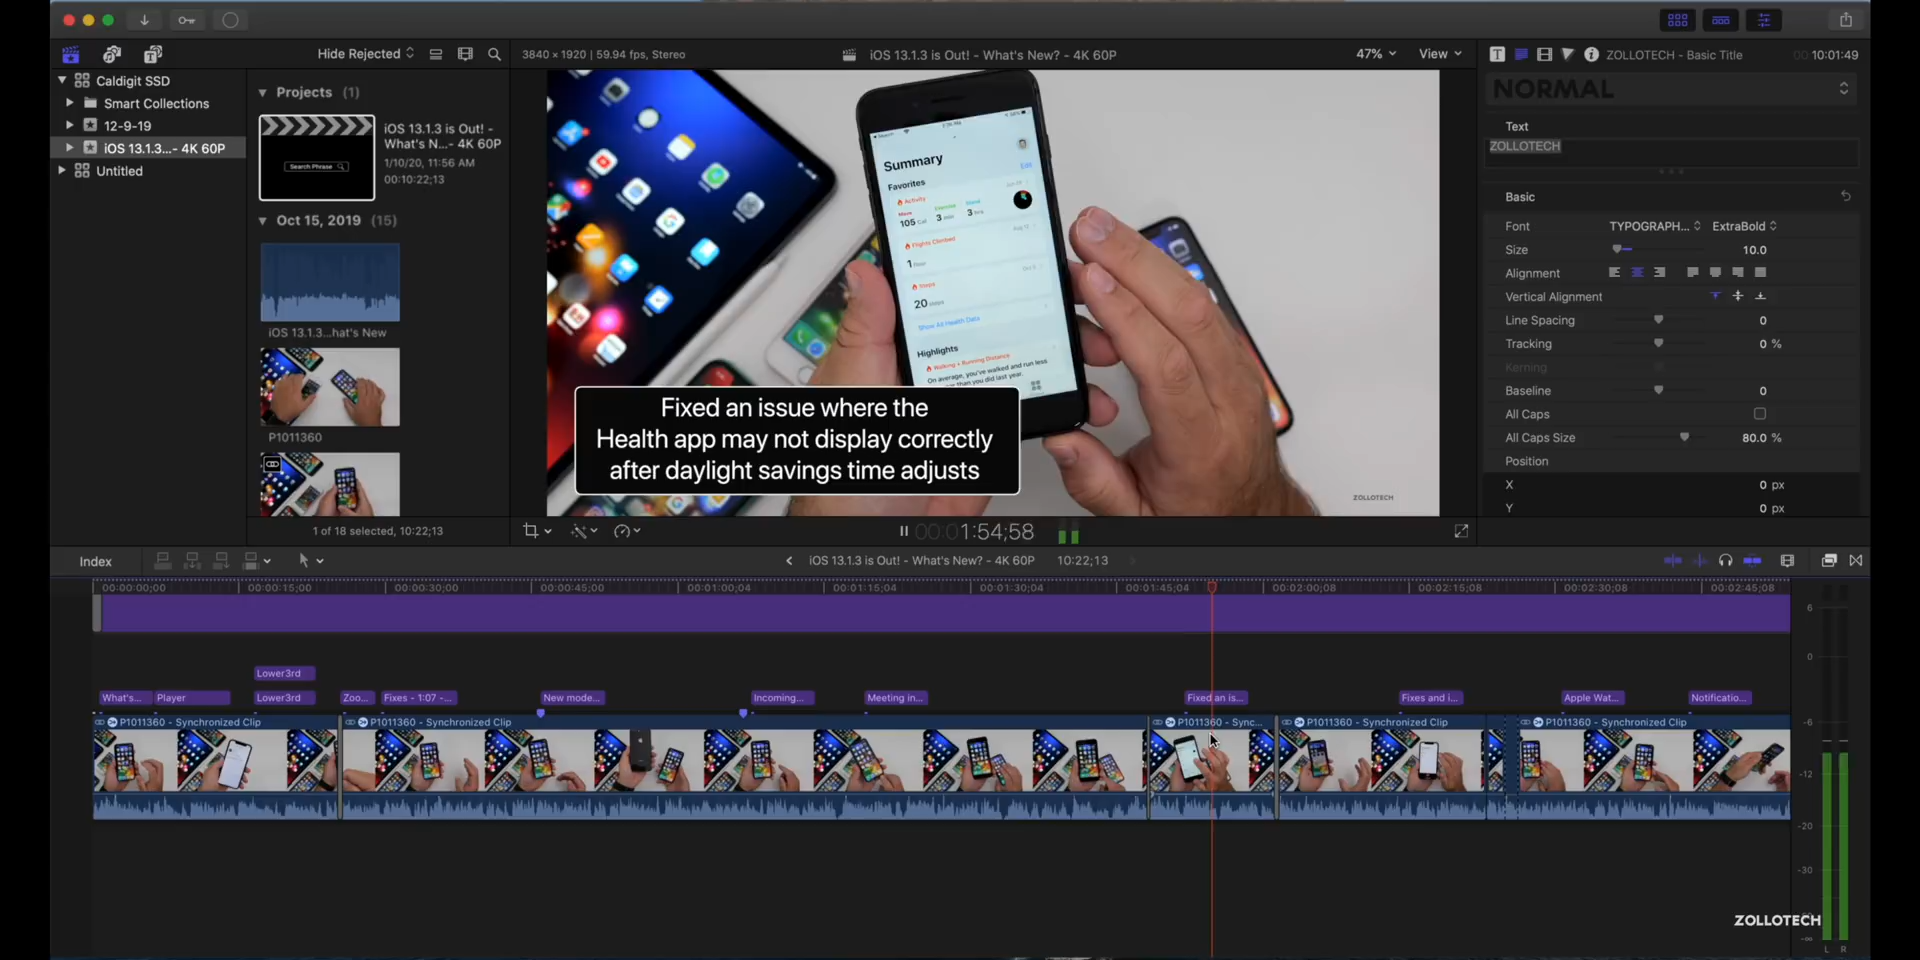 Hide Rejected
3840 × 1920 | 59.94 fps, Stereo
iOS 13.1.3 is Out! - What's New? - 4K 60P
47%
View
ZOLLOTECH - Basic Title
00 10:01:49
Caldigit SSD
Smart Collections
12-9-19
iOS 13.1.3...- 4K 60P
Untitled
Projects (1)
Search Phrase
iOS 13.1.3 is Out! -
What's N...- 4K 60P
1/10/20, 11:56 AM
00:10:22;13
Oct 15, 2019 (15)
iOS 13.1.3...hat's New
P1011360
1 of 18 selected, 10:22;13
Summary
Edit
Favorites
Activity
Move
105 Cal
3 min
3 hrs
Flights Climbed
1 floor
Steps
20 steps
Show All Health Data
Highlights
Walking + Running Distance
On average, you've walked and run less
than you did last year.
Fixed an issue where the
Health app may not display correctly
after daylight savings time adjusts
ZOLLOTECH
00:01:54;58
NORMAL
Text
ZOLLOTECH
Basic
Font TYPOGRAPH... ExtraBold
Size 10.0
Alignment
Vertical Alignment
Line Spacing 0
Tracking 0 %
Kerning
Baseline 0
All Caps
All Caps Size 80.0 %
Position
X 0 px
Y 0 px
Index
iOS 13.1.3 is Out! - What's New? - 4K 60P 10:22;13
00:00:00;00 00:00:15;00 00:00:30;00 00:00:45;00 00:01:00;04 00:01:15;04 00:01:30;04 00:01:45;04 00:02:00;08 00:02:15;08 00:02:30;08 00:02:45;08
Lower3rd
What's... Player Lower3rd Zoo... Fixes - 1:07 -... New mode... Incoming... Meeting in... Fixed an is... Fixes and i... Apple Wat... Notificatio...
P1011360 - Synchronized Clip P1011360 - Synchronized Clip P1011360 - Sync... P1011360 - Synchronized Clip P1011360 - Synchronized Clip
6
0
-6
-12
-20
-30
-∞
L R
ZOLLOTECH